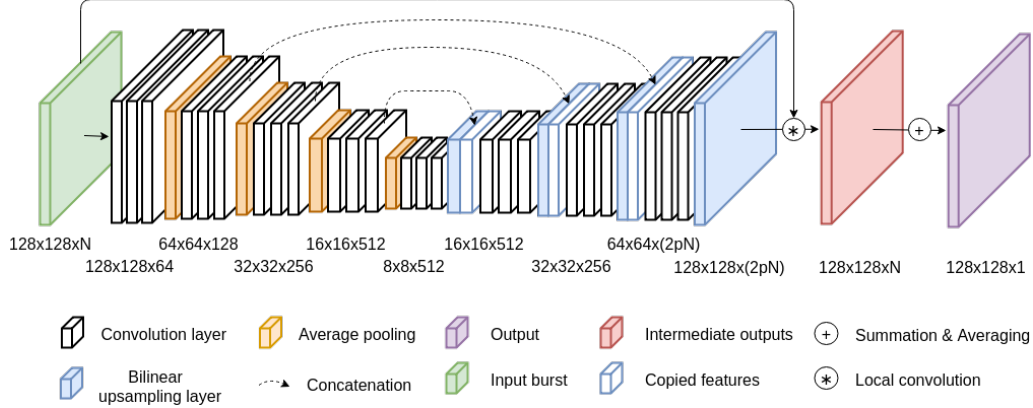 128x128xN
128x128x64
64x64x128
32x32x256
16x16x512
8x8x512
16x16x512
32x32x256
64x64x(2pN)
128x128x(2pN)
128x128xN
128x128x1
*
+
Convolution layer
Average pooling
Output
Intermediate outputs
+
Summation & Averaging
Bilinear
upsampling layer
Concatenation
Input burst
Copied features
*
Local convolution